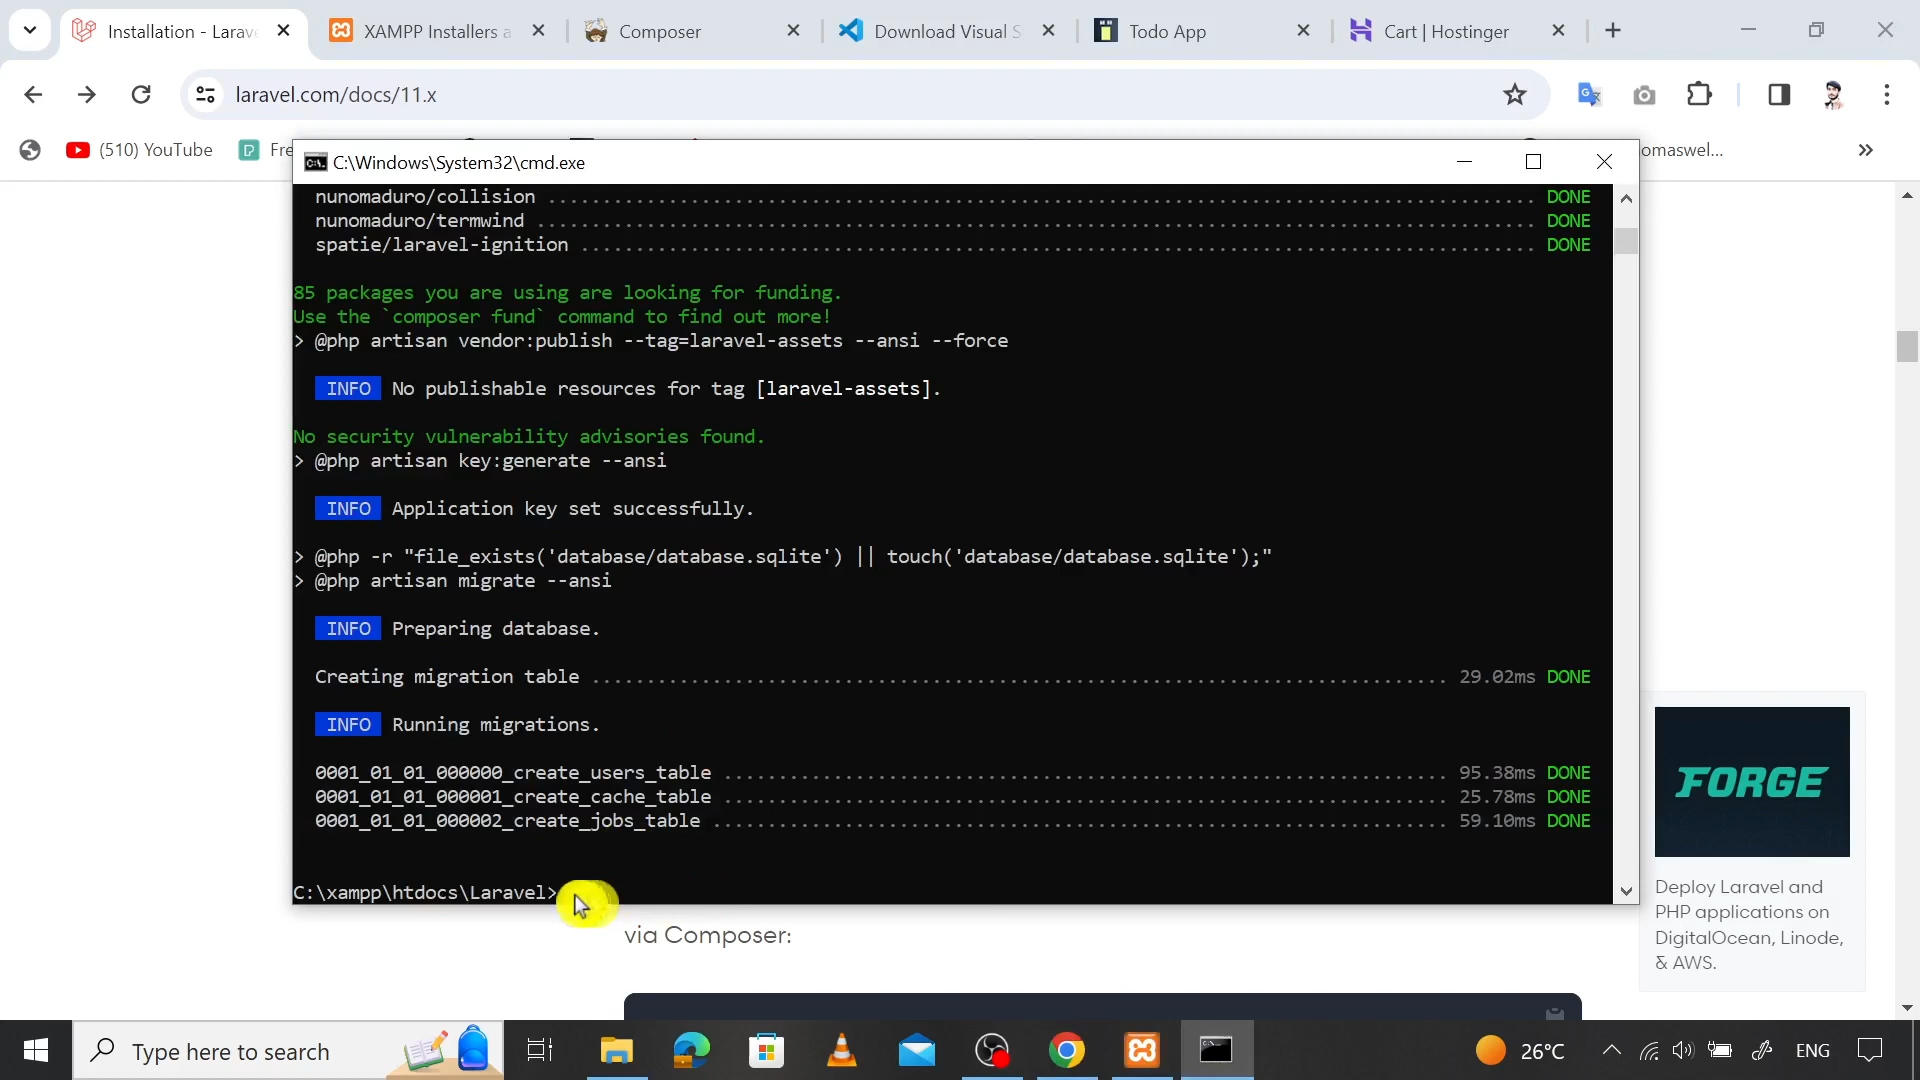 Installation - Larave
XAMPP Installers a
Composer
Download Visual S
Todo App
Cart | Hostinger
laravel.com/docs/11.x
(510) YouTube
Fre
omaswel...
C:\Windows\System32\cmd.exe
nunomaduro/collision ........................................................................................ DONE
nunomaduro/termwind ......................................................................................... DONE
spatie/laravel-ignition ..................................................................................... DONE
85 packages you are using are looking for funding.
Use the `composer fund` command to find out more!
> @php artisan vendor:publish --tag=laravel-assets --ansi --force
INFO No publishable resources for tag [laravel-assets].
No security vulnerability advisories found.
> @php artisan key:generate --ansi
INFO Application key set successfully.
> @php -r "file_exists('database/database.sqlite') || touch('database/database.sqlite');"
> @php artisan migrate --ansi
INFO Preparing database.
Creating migration table ............................................................................. 29.02ms DONE
INFO Running migrations.
0001_01_01_000000_create_users_table ................................................................. 95.38ms DONE
0001_01_01_000001_create_cache_table ................................................................. 25.78ms DONE
0001_01_01_000002_create_jobs_table .................................................................. 59.10ms DONE
C:\xampp\htdocs\Laravel>
via Composer:
FORGE
Deploy Laravel and
PHP applications on
DigitalOcean, Linode,
& AWS.
Type here to search
26°C
ENG